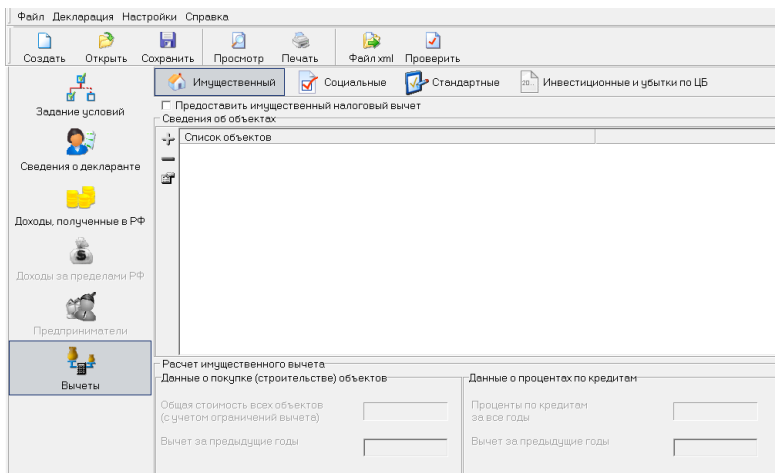 Файл Декларация Настройки Справка
Создать Открыть Сохранить Просмотр Печать Файл xml Проверить
Имущественный Социальные Стандартные Инвестиционные и убытки по ЦБ
Задание условий
Предоставить имущественный налоговый вычет
Сведения об объектах
Список объектов
Сведения о декларанте
Доходы, полученные в РФ
Доходы за пределами РФ
Предприниматели
Вычеты
Расчет имущественного вычета
Данные о покупке (строительстве) объектов
Данные о процентах по кредитам
Общая стоимость всех объектов
(с учетом ограничений вычета)
Проценты по кредитам
за все годы
Вычет за предыдущие годы
Вычет за предыдущие годы